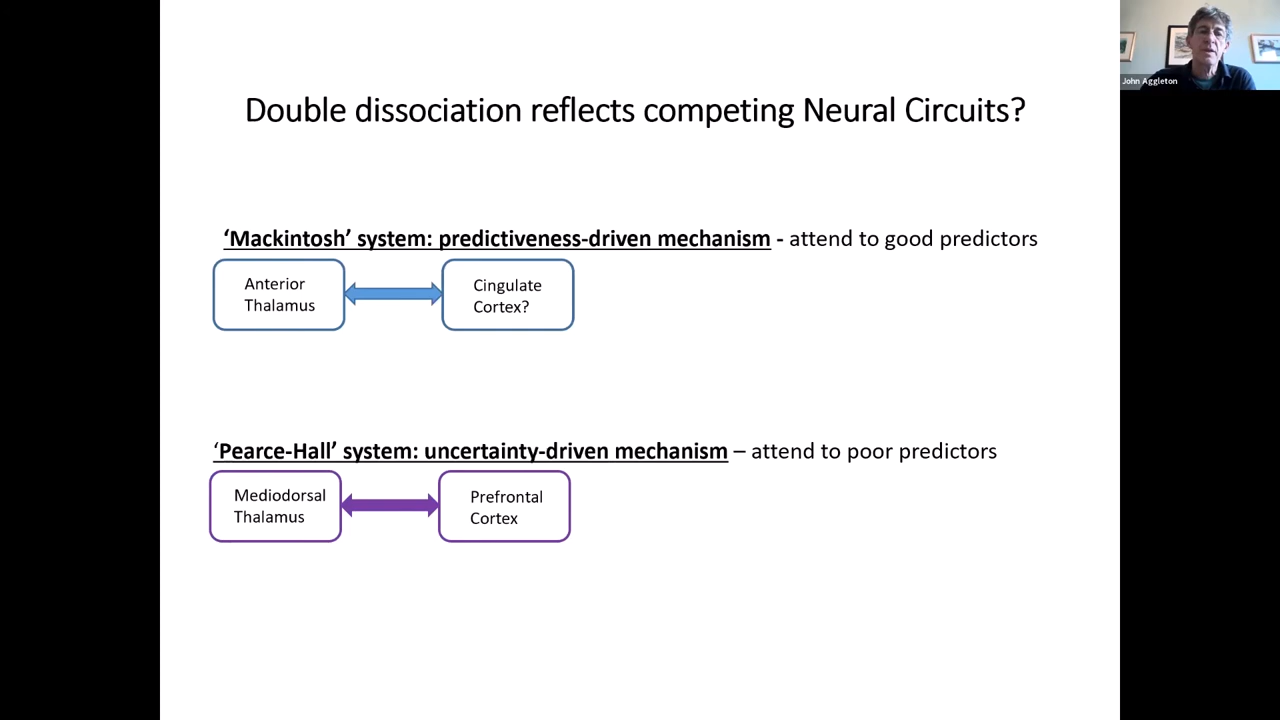 John Aggleton
Double dissociation reflects competing Neural Circuits?
‘Mackintosh’ system: predictiveness-driven mechanism - attend to good predictors
Anterior
Thalamus
Cingulate
Cortex?
‘Pearce-Hall’ system: uncertainty-driven mechanism – attend to poor predictors
Mediodorsal
Thalamus
Prefrontal
Cortex